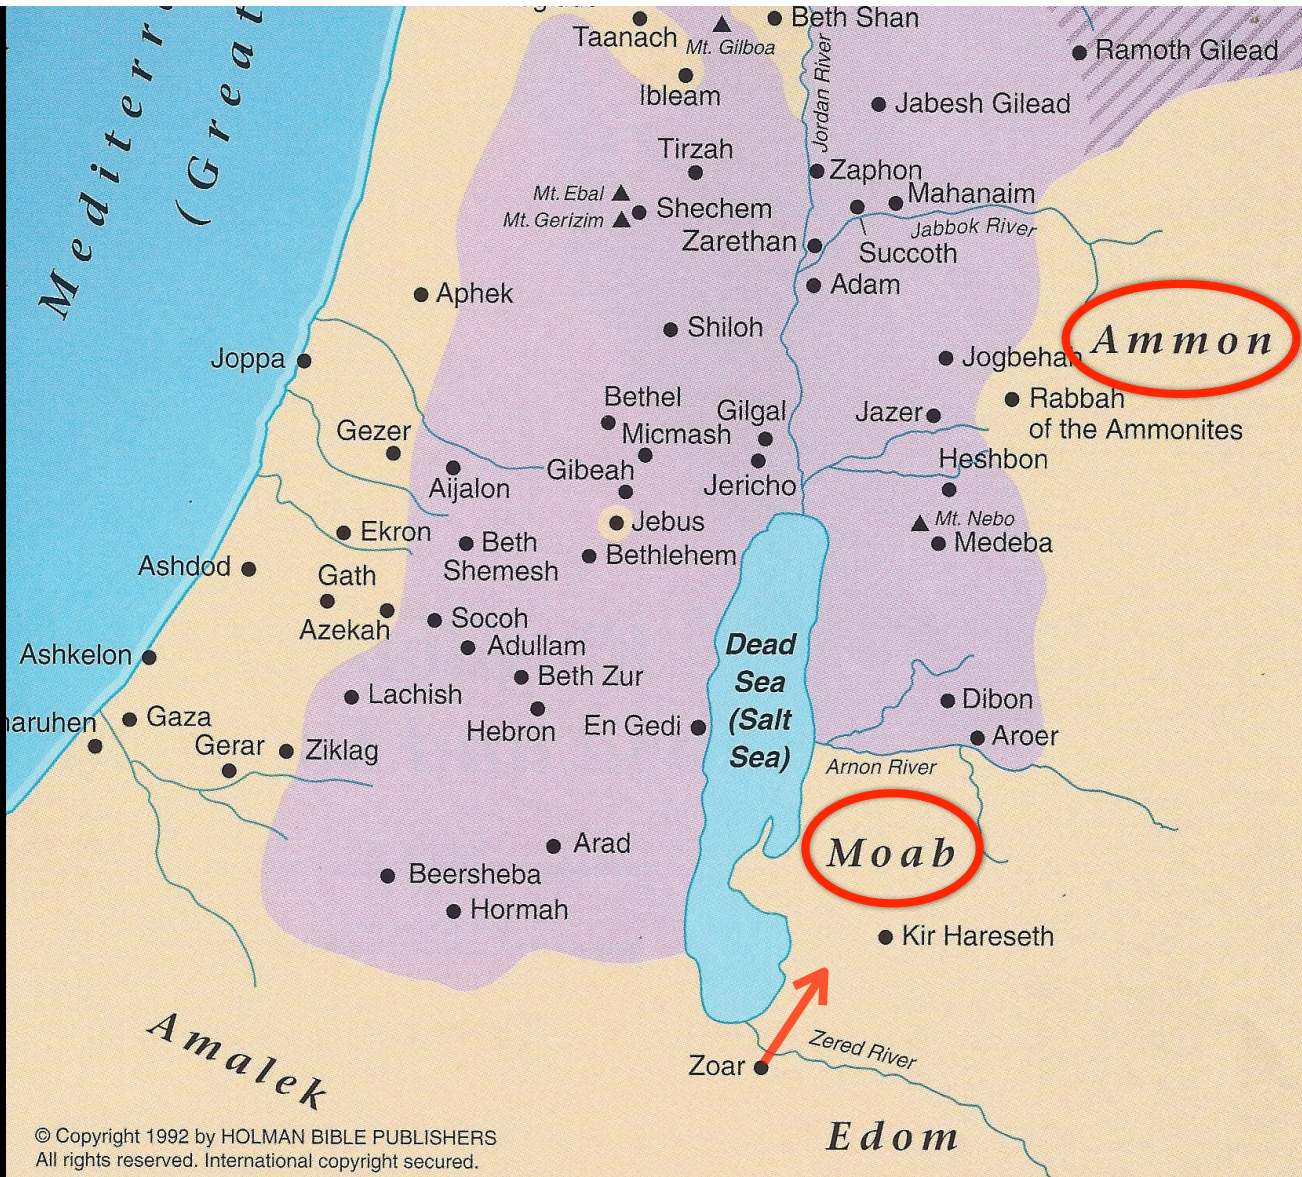 Beth Shan
Taanach
Mt. Gilboa
Ramoth Gilead
Ibleam
Jordan River
Jabesh Gilead
Mediterr
(Great
Tirzah
Zaphon
Mt. Ebal
Mahanaim
Mt. Gerizim
Shechem
Jabbok River
Zarethan
Succoth
Adam
Aphek
Shiloh
Ammon
Joppa
Jogbehah
Bethel
Gilgal
Rabbah
of the Ammonites
Jazer
Micmash
Gezer
Gibeah
Heshbon
Aijalon
Jericho
Jebus
Mt. Nebo
Ekron
Beth
Shemesh
Bethlehem
Medeba
Ashdod
Gath
Azekah
Socoh
Adullam
Dead
Sea
(Salt
Sea)
Ashkelon
Beth Zur
Lachish
Dibon
haruhen
Gaza
Hebron
En Gedi
Aroer
Gerar
Ziklag
Arnon River
Arad
Moab
Beersheba
Hormah
Kir Hareseth
Amalek
Zoar
Zered River
Edom
© Copyright 1992 by HOLMAN BIBLE PUBLISHERS
All rights reserved. International copyright secured.